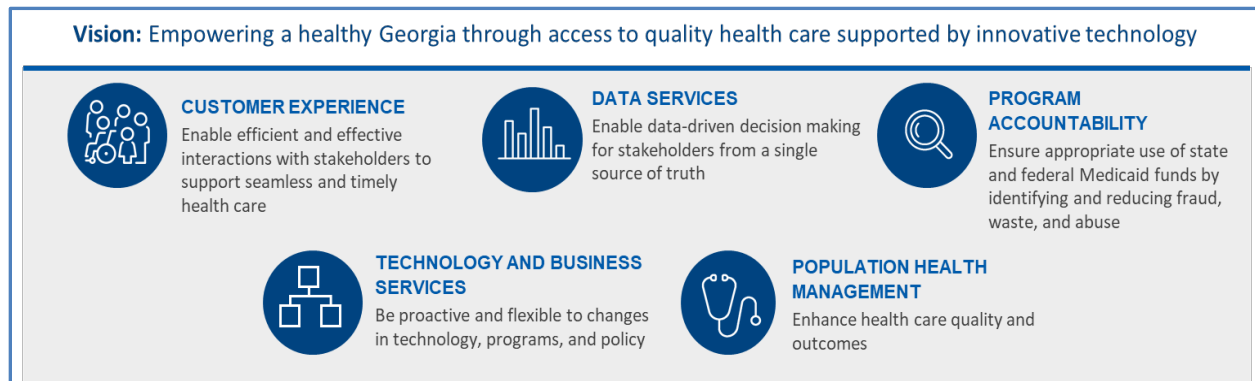 Vision: Empowering a healthy Georgia through access to quality health care supported by innovative technology
CUSTOMER EXPERIENCE
Enable efficient and effective
interactions with stakeholders to
support seamless and timely
health care
DATA SERVICES
Enable data-driven decision making
for stakeholders from a single
source of truth
PROGRAM
ACCOUNTABILITY
Ensure appropriate use of state
and federal Medicaid funds by
identifying and reducing fraud,
waste, and abuse
TECHNOLOGY AND BUSINESS
SERVICES
Be proactive and flexible to changes
in technology, programs, and policy
POPULATION HEALTH
MANAGEMENT
Enhance health care quality and
outcomes